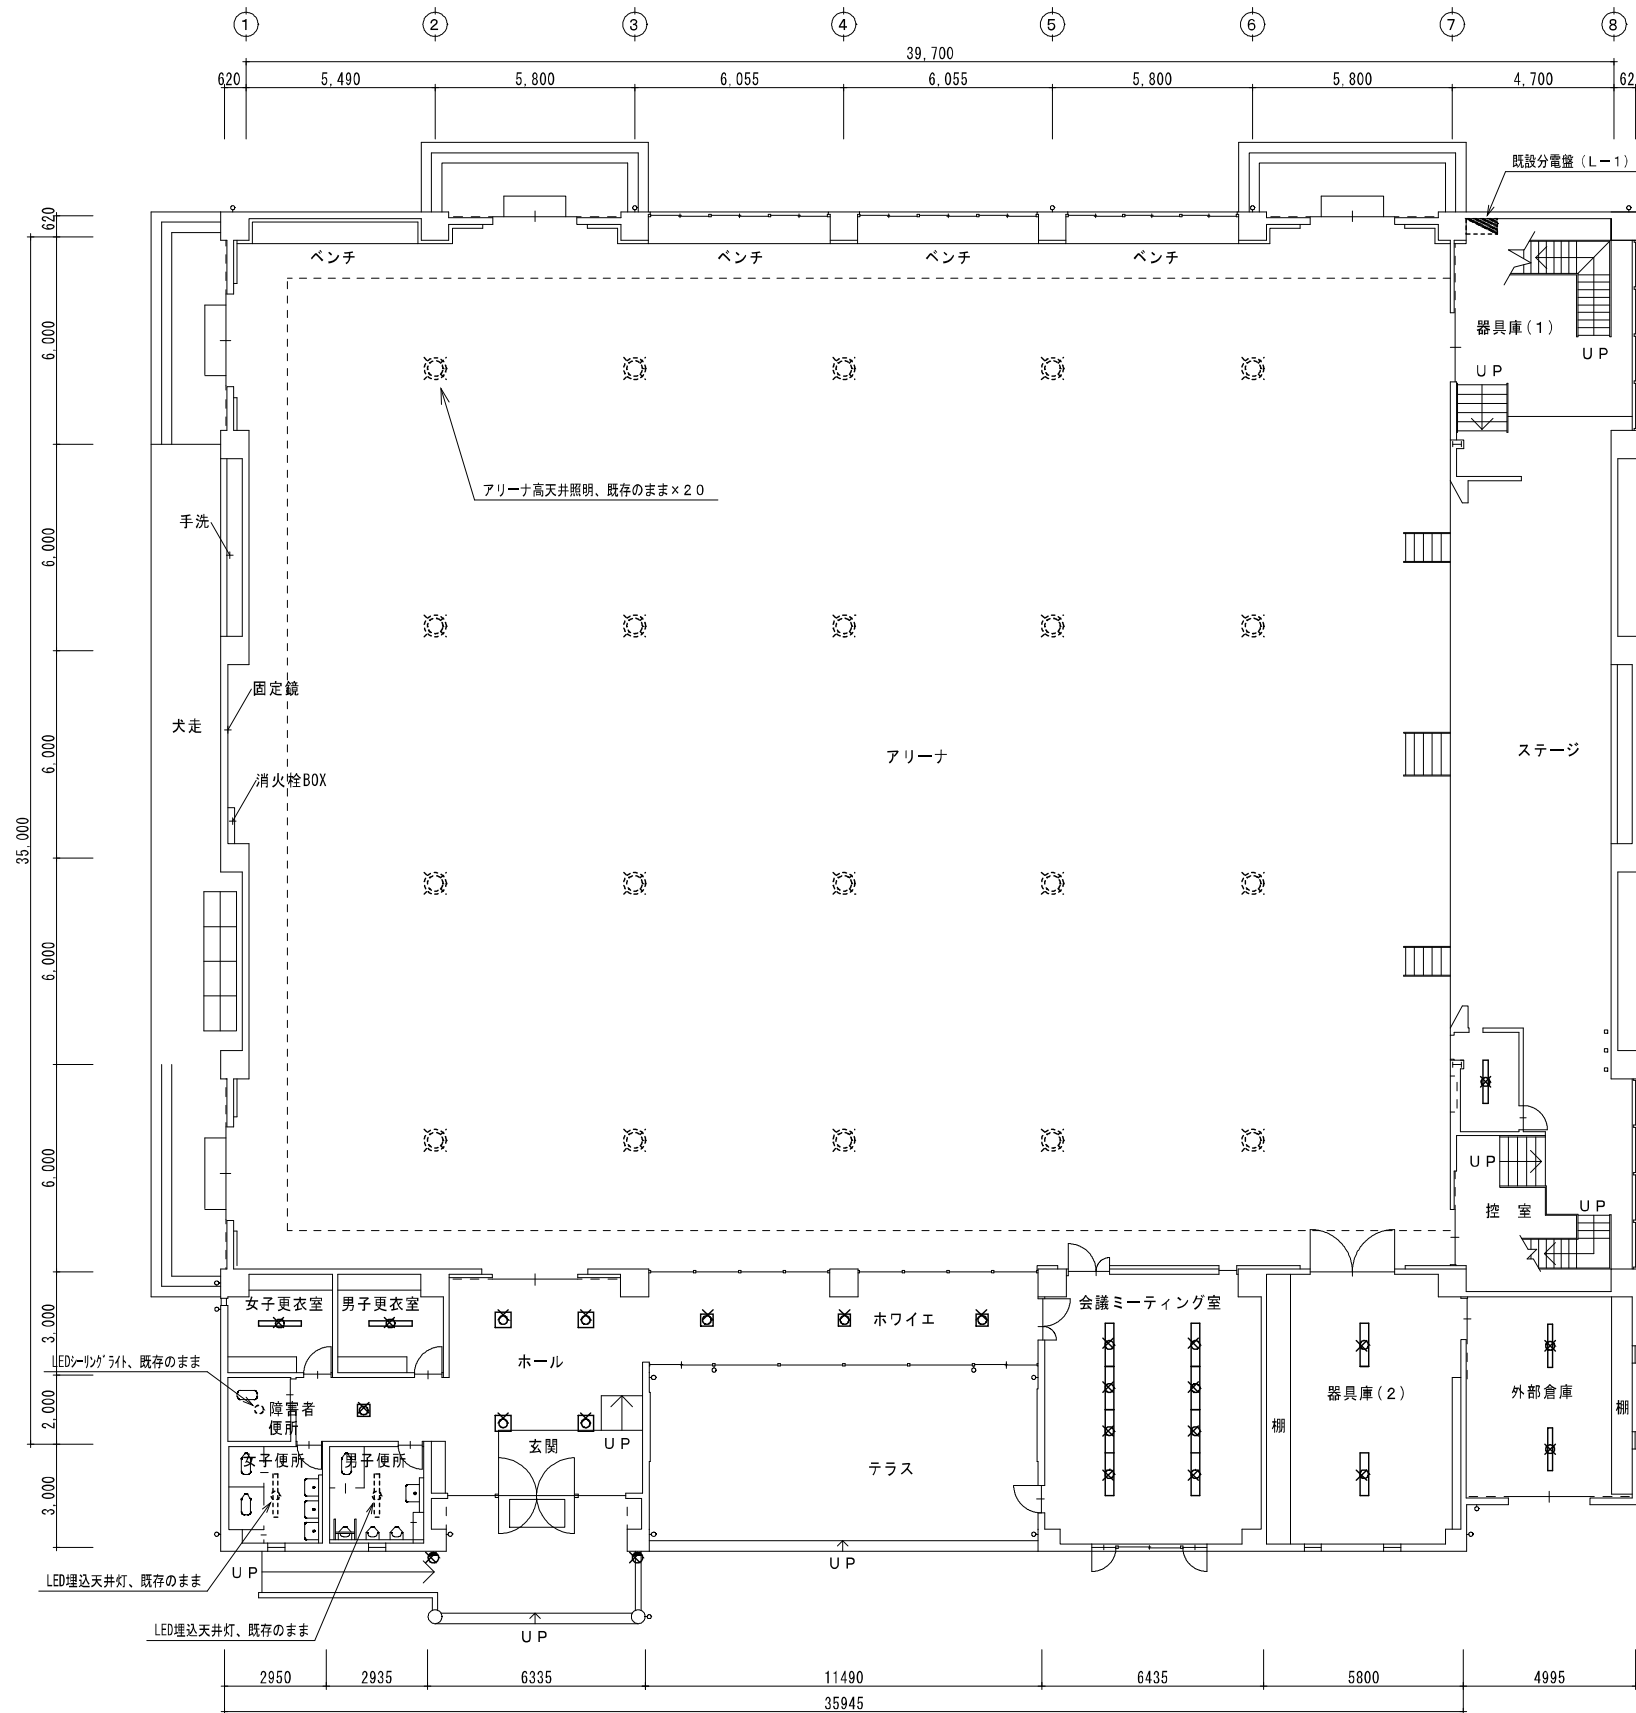 1 2 3 4 5 6 7 8
39,700
620 5,490 5,800 6,055 6,055 5,800 5,800 4,700 62
既設分電盤（L－1）
620
ベンチ ベンチ ベンチ ベンチ
6,000
器具庫(1)
UP
UP
アリーナ高天井照明、既存のまま×20
手洗
6,000
固定鏡
犬走
6,000
アリーナ
ステージ
消火栓BOX
35,000
6,000
6,000
UP
控 室
UP
3,000
女子更衣室 男子更衣室
ホワイエ
会議ミーティング室
LEDシーリングライト、既存のまま
ホール
2,000
障害者
便所
器具庫(2)
外部倉庫
棚
棚
玄関
UP
女子便所 男子便所
テラス
3,000
UP
UP
LED埋込天井灯、既存のまま
LED埋込天井灯、既存のまま
UP
2950 2935 6335 11490 6435 5800 4995
35945